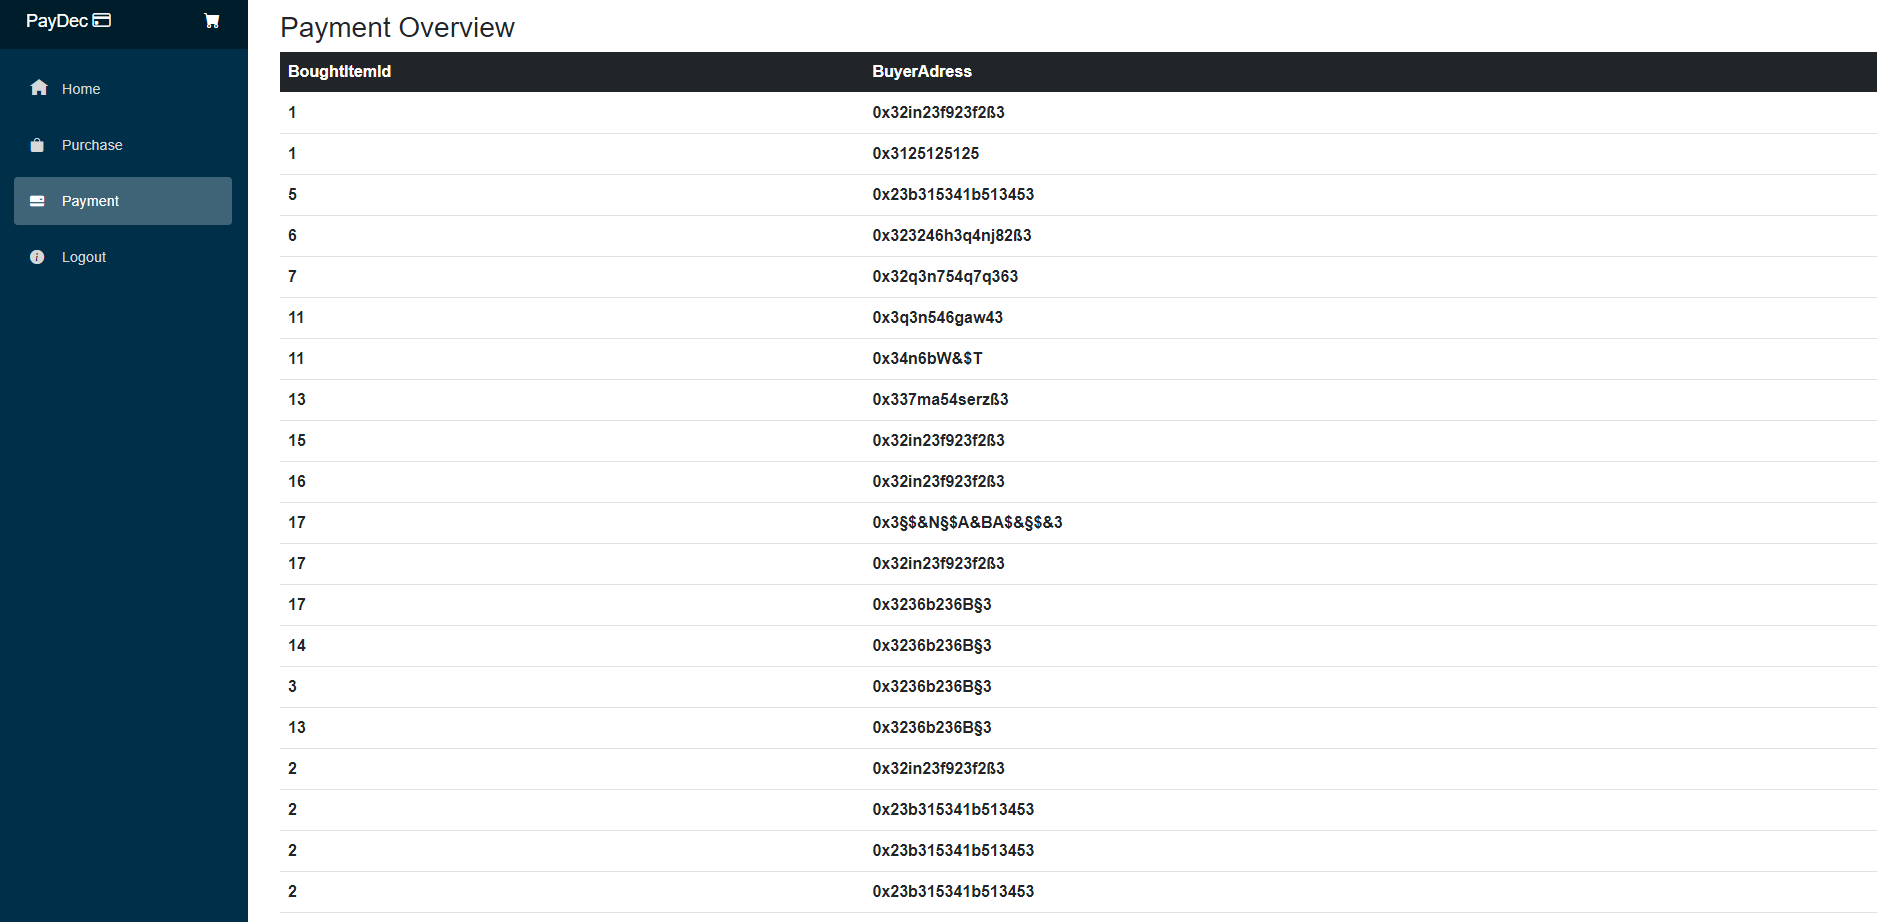 PayDec
Home
Purchase
Payment
Logout
Payment Overview
BoughtItemId BuyerAdress
1 0x32in23f923f2ß3
1 0x3125125125
5 0x23b315341b513453
6 0x323246h3q4nj82ß3
7 0x32q3n754q7q363
11 0x3q3n546gaw43
11 0x34n6bW&$T
13 0x337ma54serzß3
15 0x32in23f923f2ß3
16 0x32in23f923f2ß3
17 0x3§$&N§$A&BA$&§$&3
17 0x32in23f923f2ß3
17 0x3236b236B§3
14 0x3236b236B§3
3 0x3236b236B§3
13 0x3236b236B§3
2 0x32in23f923f2ß3
2 0x23b315341b513453
2 0x23b315341b513453
2 0x23b315341b513453